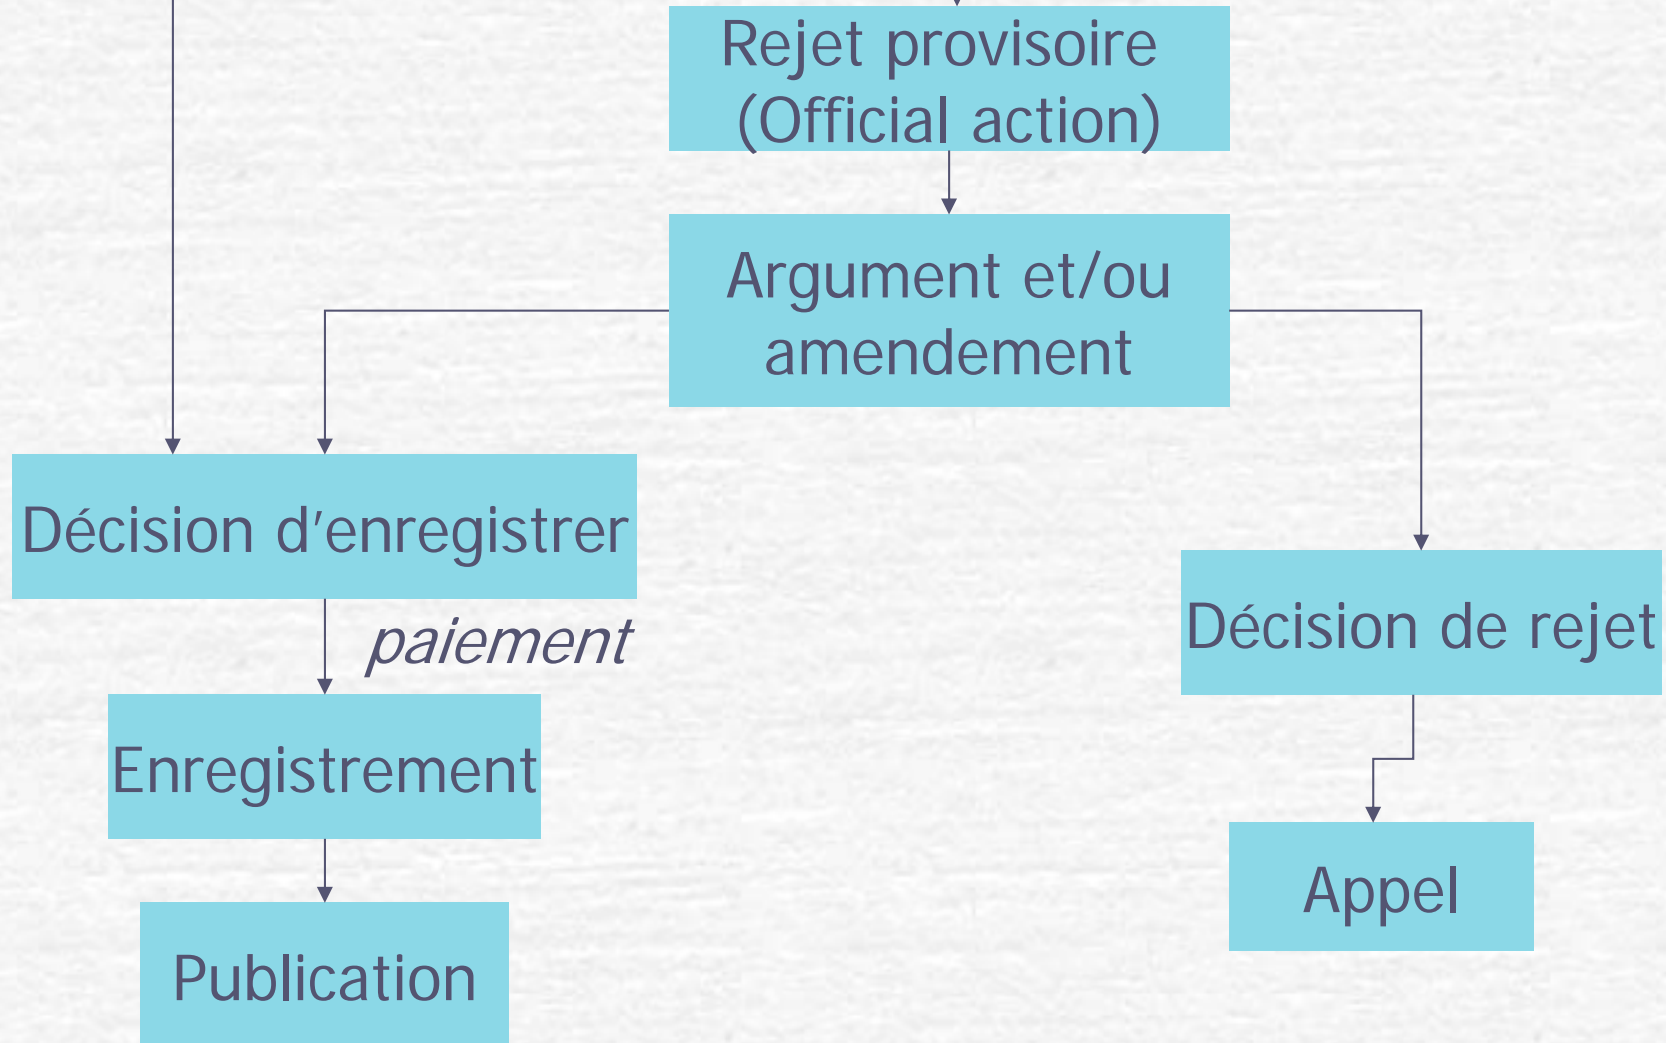 Rejet provisoire
(Official action)
Argument et/ou
amendement
Décision d'enregistrer
paiement
Décision de rejet
Enregistrement
Appel
Publication